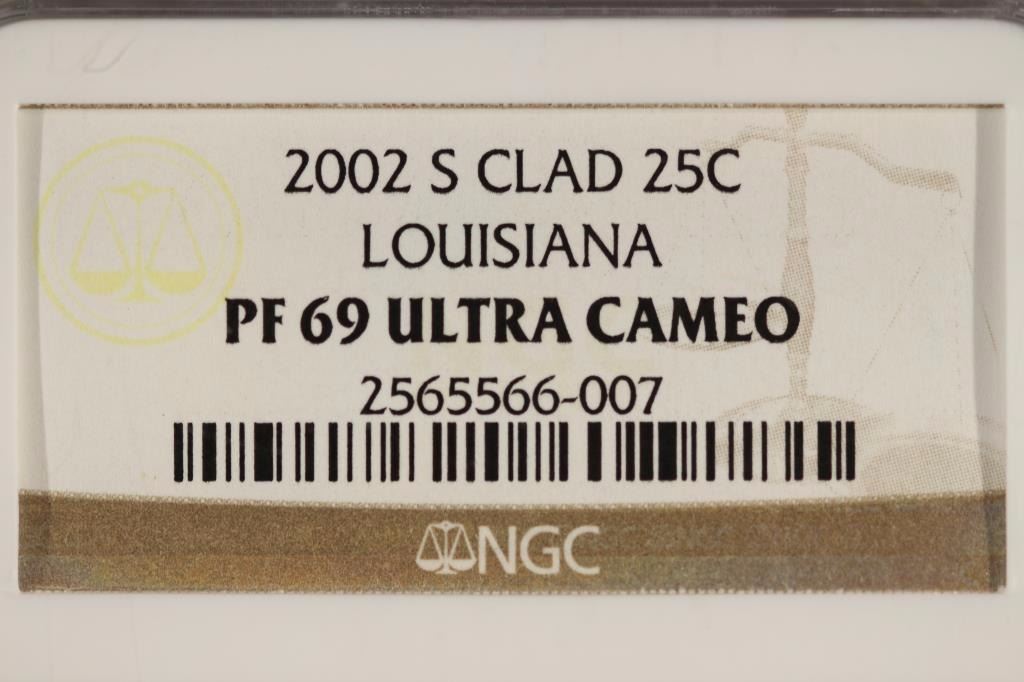 2002 S CLAD 25C
LOUISIANA
PF 69 ULTRA CAMEO
2565566-007
NGC